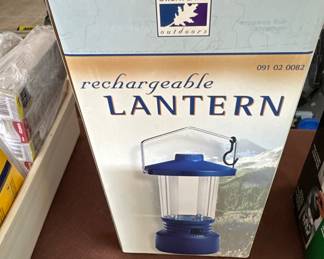 outdoors
091 02 0082
rechargeable
LANTERN